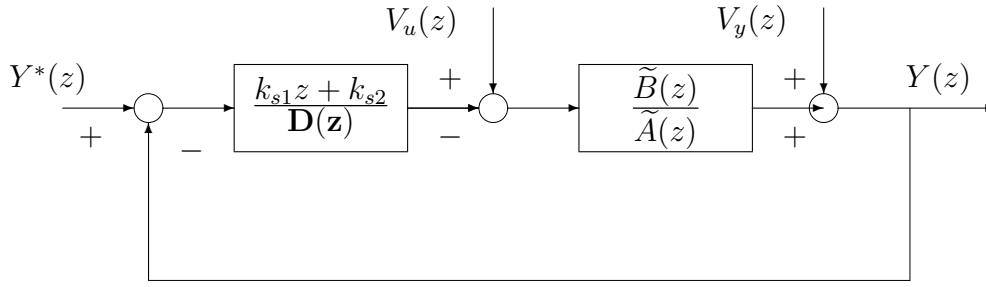 V_u(z)
V_y(z)
Y*(z)
+
−
k_{s1}z + k_{s2}
D(z)
+
−
B̃(z)
Ã(z)
+
+
Y(z)